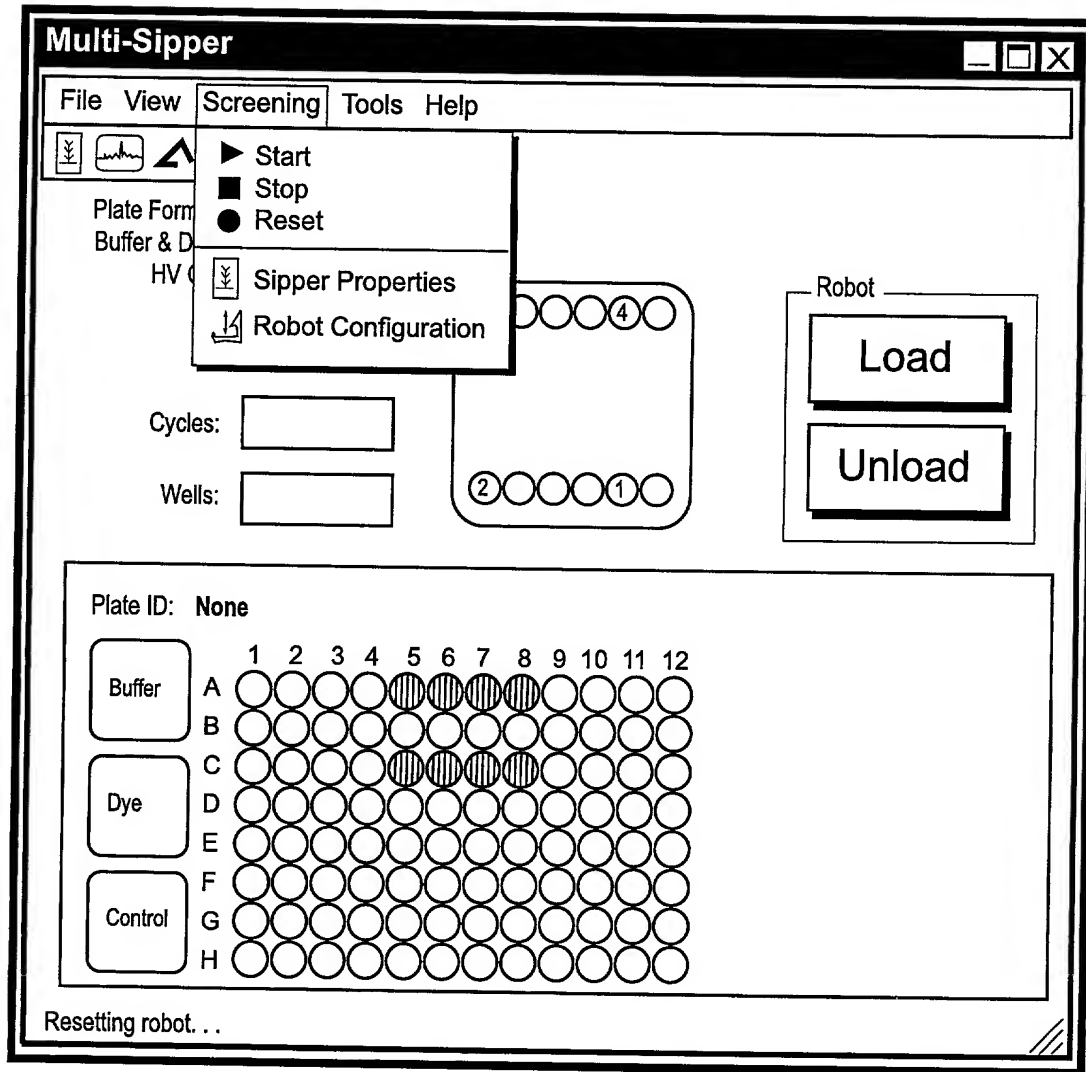 Multi-Sipper
File View Screening Tools Help
Start
Stop
Reset
Plate Form
Buffer & D
HV
Sipper Properties
Robot Configuration
4
Robot
Load
Unload
Cycles:
Wells:
2 1
Plate ID: None
1 2 3 4 5 6 7 8 9 10 11 12
Buffer
Dye
Control
A
B
C
D
E
F
G
H
Resetting robot. . .